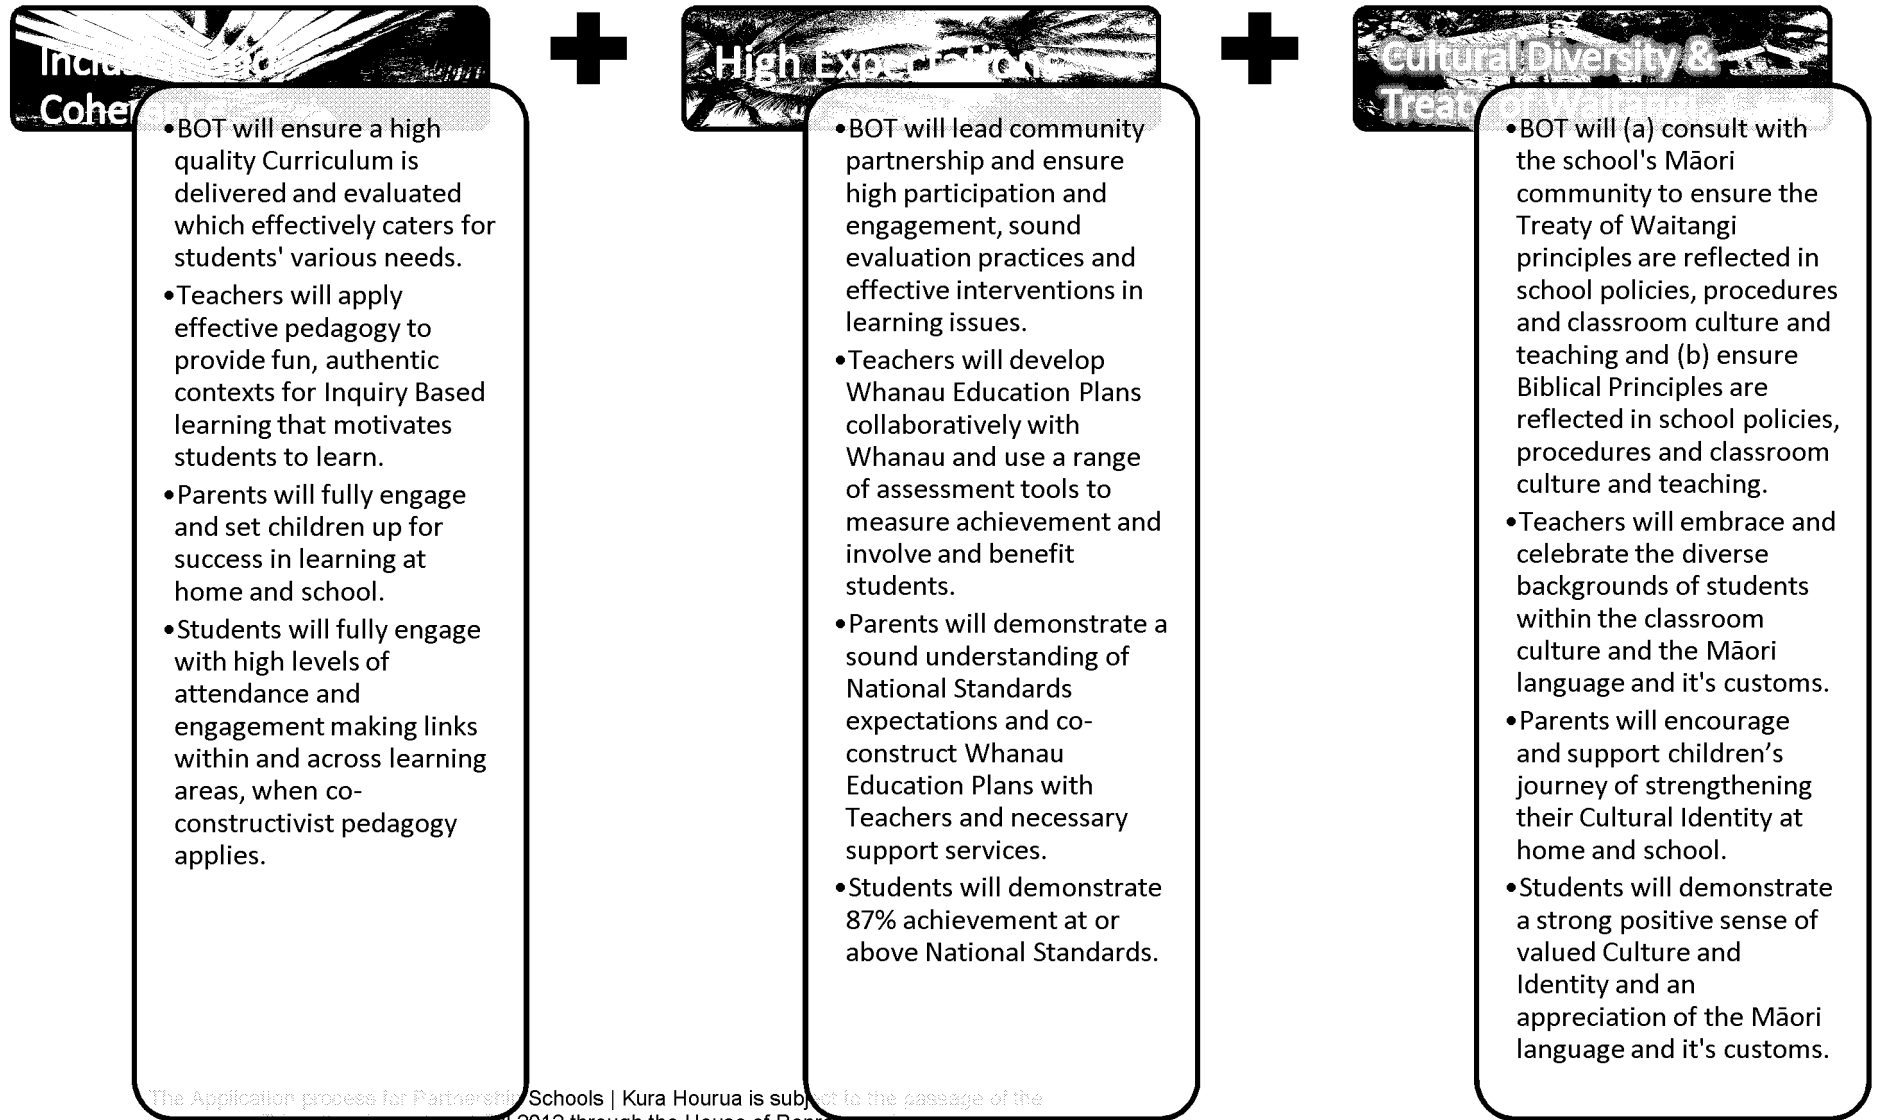 Inclusion and
Coherence
•BOT will ensure a high
quality Curriculum is
delivered and evaluated
which effectively caters for
students' various needs.
•Teachers will apply
effective pedagogy to
provide fun, authentic
contexts for Inquiry Based
learning that motivates
students to learn.
•Parents will fully engage
and set children up for
success in learning at
home and school.
•Students will fully engage
with high levels of
attendance and
engagement making links
within and across learning
areas, when co-
constructivist pedagogy
applies.
High Expectations
•BOT will lead community
partnership and ensure
high participation and
engagement, sound
evaluation practices and
effective interventions in
learning issues.
•Teachers will develop
Whanau Education Plans
collaboratively with
Whanau and use a range
of assessment tools to
measure achievement and
involve and benefit
students.
•Parents will demonstrate a
sound understanding of
National Standards
expectations and co-
construct Whanau
Education Plans with
Teachers and necessary
support services.
•Students will demonstrate
87% achievement at or
above National Standards.
Cultural Diversity &
Treaty of Waitangi
•BOT will (a) consult with
the school's Māori
community to ensure the
Treaty of Waitangi
principles are reflected in
school policies, procedures
and classroom culture and
teaching and (b) ensure
Biblical Principles are
reflected in school policies,
procedures and classroom
culture and teaching.
•Teachers will embrace and
celebrate the diverse
backgrounds of students
within the classroom
culture and the Māori
language and it's customs.
•Parents will encourage
and support children’s
journey of strengthening
their Cultural Identity at
home and school.
•Students will demonstrate
a strong positive sense of
valued Culture and
Identity and an
appreciation of the Māori
language and it's customs.
The Application process for Partnership Schools | Kura Hourua is subject to the passage of the
2012 through the House of